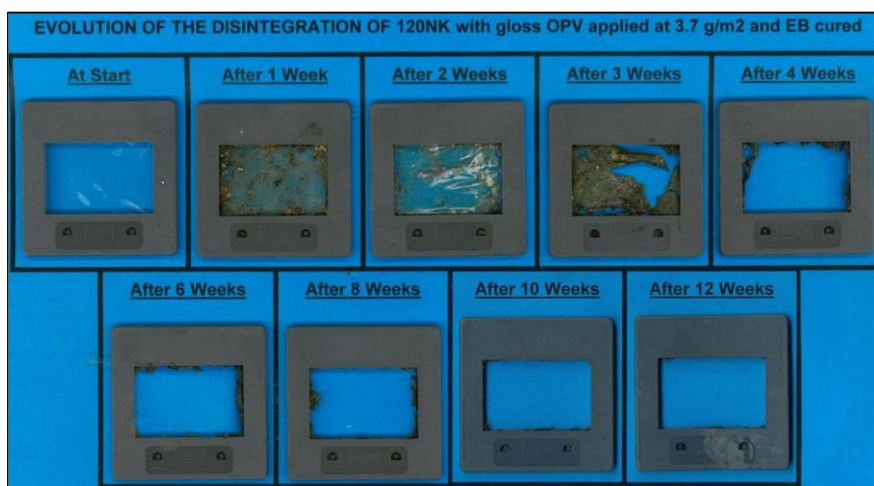 EVOLUTION OF THE DISINTEGRATION OF 120NK with gloss OPV applied at 3.7 g/m2 and EB cured
At Start
After 1 Week
After 2 Weeks
After 3 Weeks
After 4 Weeks
After 6 Weeks
After 8 Weeks
After 10 Weeks
After 12 Weeks